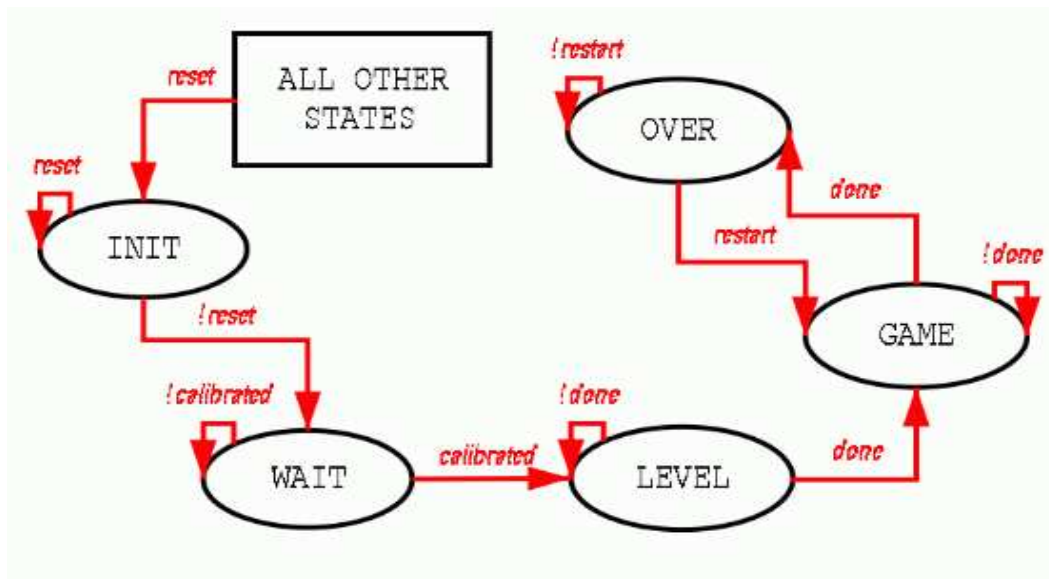 !restart
reset
ALL OTHER
STATES
OVER
done
reset
restart
!done
INIT
!reset
GAME
!calibrated
!done
calibrated
done
WAIT
LEVEL